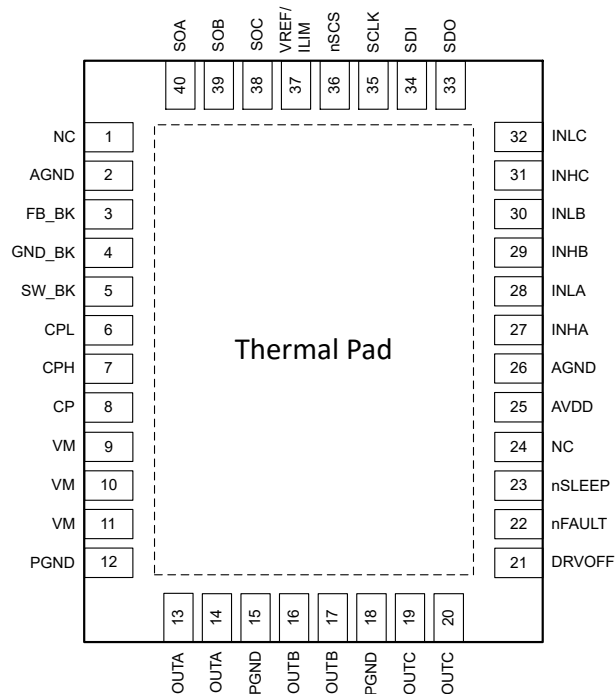 SOA
SOB
SOC
VREF/
ILIM
nSCS
SCLK
SDI
SDO
40
39
38
37
36
35
34
33
NC 1
AGND 2
FB_BK 3
GND_BK 4
SW_BK 5
CPL 6
CPH 7
CP 8
VM 9
VM 10
VM 11
PGND 12
Thermal Pad
32 INLC
31 INHC
30 INLB
29 INHB
28 INLA
27 INHA
26 AGND
25 AVDD
24 NC
23 nSLEEP
22 nFAULT
21 DRVOFF
13
14
15
16
17
18
19
20
OUTA
OUTA
PGND
OUTB
OUTB
PGND
OUTC
OUTC